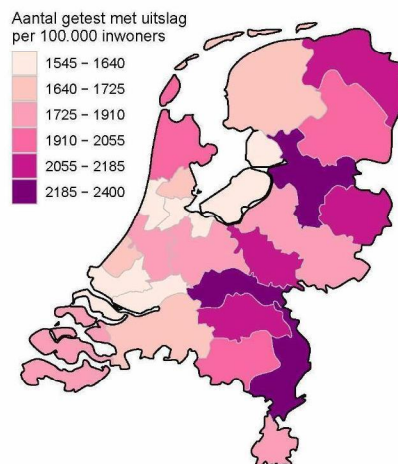 Aantal getest met uitslag
per 100.000 inwoners
1545 – 1640
1640 – 1725
1725 – 1910
1910 – 2055
2055 – 2185
2185 – 2400